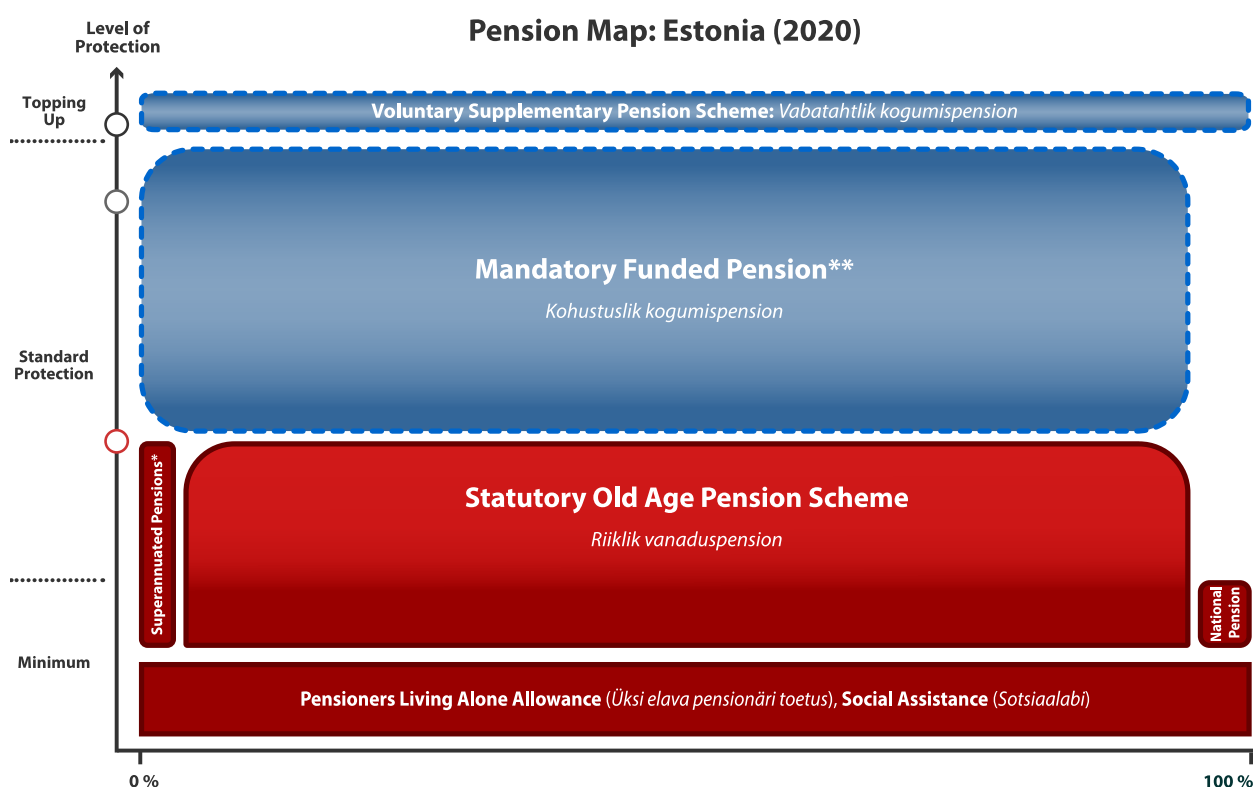 Pension Map: Estonia (2020)
Level of
Protection
Topping
Up
Voluntary Supplementary Pension Scheme: Vabatahtlik kogumispension
Mandatory Funded Pension**
Kohustuslik kogumispension
Standard
Protection
Superannuated Pensions*
Statutory Old Age Pension Scheme
Riiklik vanaduspension
National
Pension
Minimum
Pensioners Living Alone Allowance (Üksi elava pensionäri toetus), Social Assistance (Sotsiaalabi)
0 %
100 %